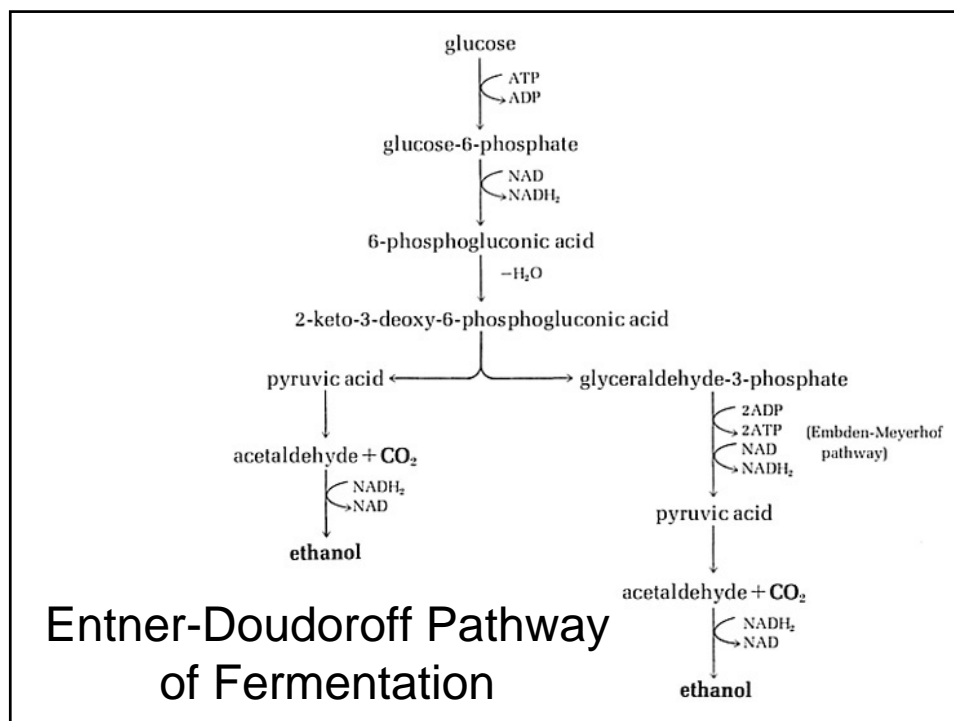 glucose
ATP
ADP
glucose-6-phosphate
NAD
NADH₂
6-phosphogluconic acid
−H₂O
2-keto-3-deoxy-6-phosphogluconic acid
pyruvic acid
glyceraldehyde-3-phosphate
2ADP
2ATP
NAD
NADH₂
(Embden-Meyerhof
pathway)
acetaldehyde + CO₂
NADH₂
NAD
ethanol
pyruvic acid
acetaldehyde + CO₂
NADH₂
NAD
ethanol
Entner-Doudoroff Pathway
of Fermentation